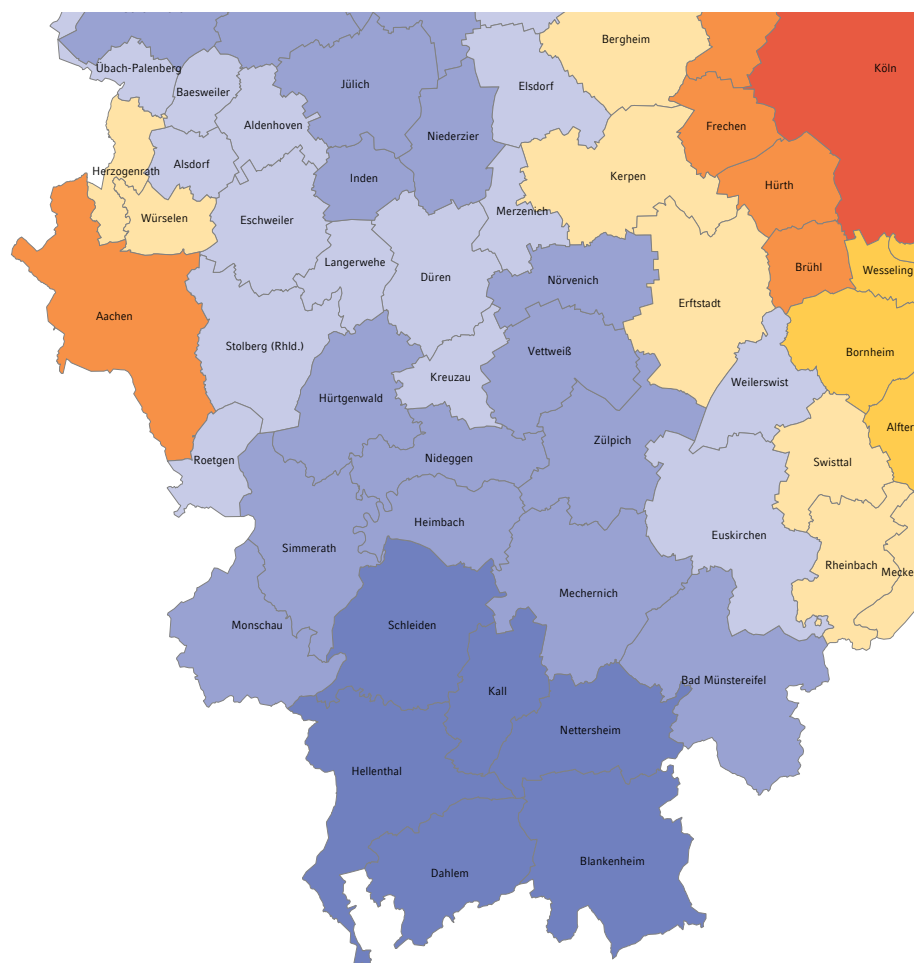 Bergheim
Köln
Übach-Palenberg
Jülich
Elsdorf
Baesweiler
Aldenhoven
Frechen
Niederzier
Alsdorf
Herzogenrath
Inden
Kerpen
Hürth
Würselen
Eschweiler
Merzenich
Langerwehe
Düren
Nörvenich
Brühl
Wesseling
Erftstadt
Aachen
Stolberg (Rhld.)
Vettweiß
Bornheim
Kreuzau
Weilerswist
Hürtgenwald
Zülpich
Alfter
Roetgen
Nideggen
Swisttal
Heimbach
Euskirchen
Simmerath
Rheinbach
Mecke
Mechernich
Monschau
Schleiden
Bad Münstereifel
Kall
Nettersheim
Hellenthal
Blankenheim
Dahlem